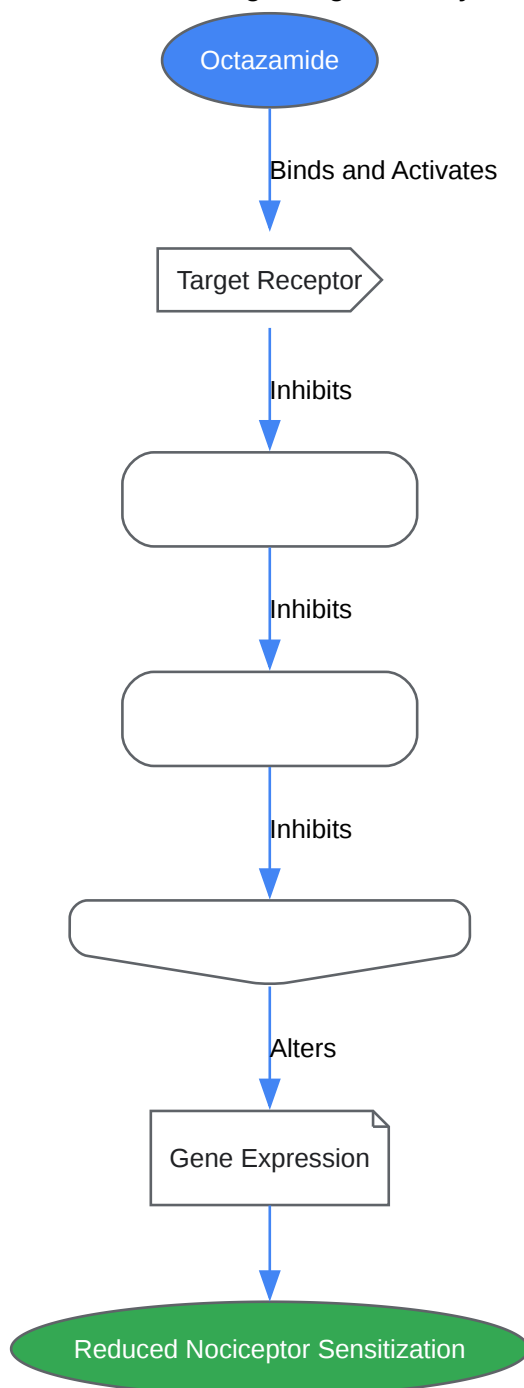 Octazamide
Binds and Activates
Target Receptor
Inhibits
Inhibits
Inhibits
Alters
Gene Expression
Reduced Nociceptor Sensitization